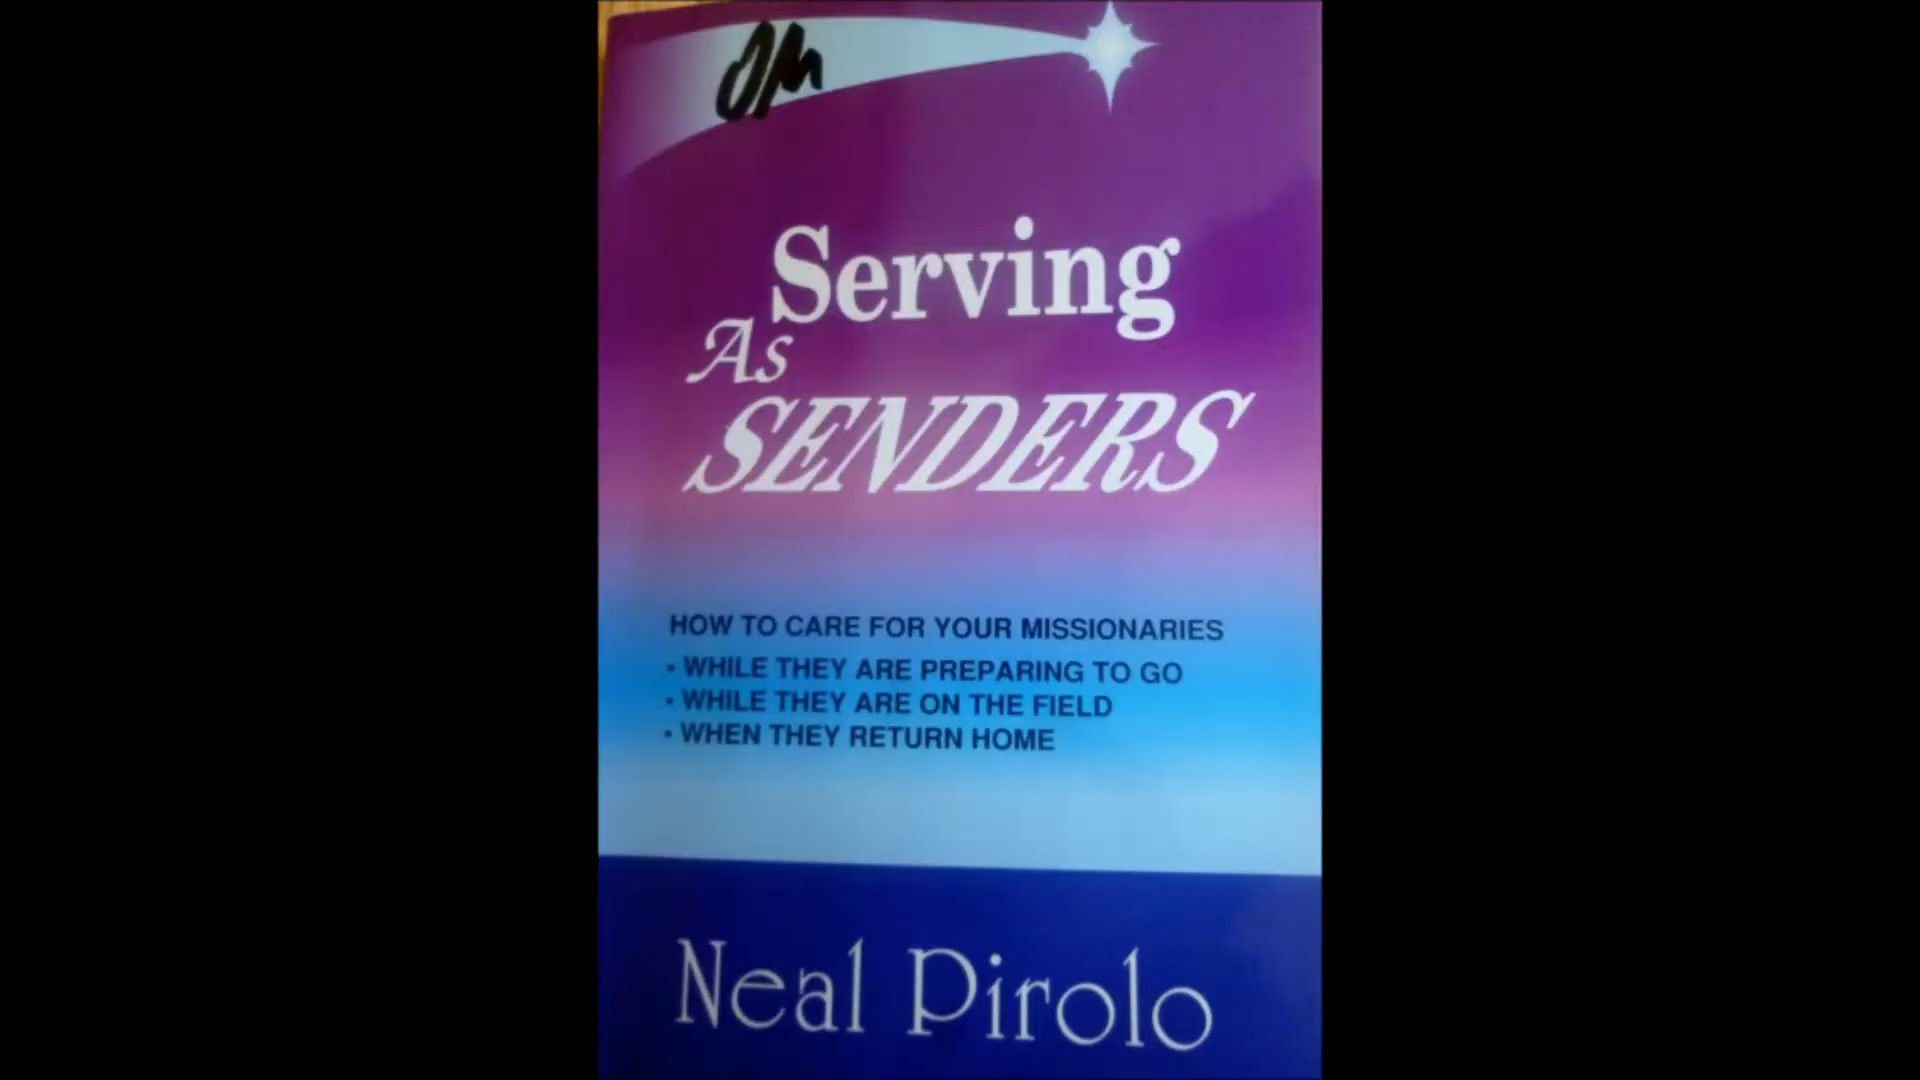 OM
Serving
As
SENDERS
HOW TO CARE FOR YOUR MISSIONARIES
• WHILE THEY ARE PREPARING TO GO
• WHILE THEY ARE ON THE FIELD
• WHEN THEY RETURN HOME
Neal Pirolo